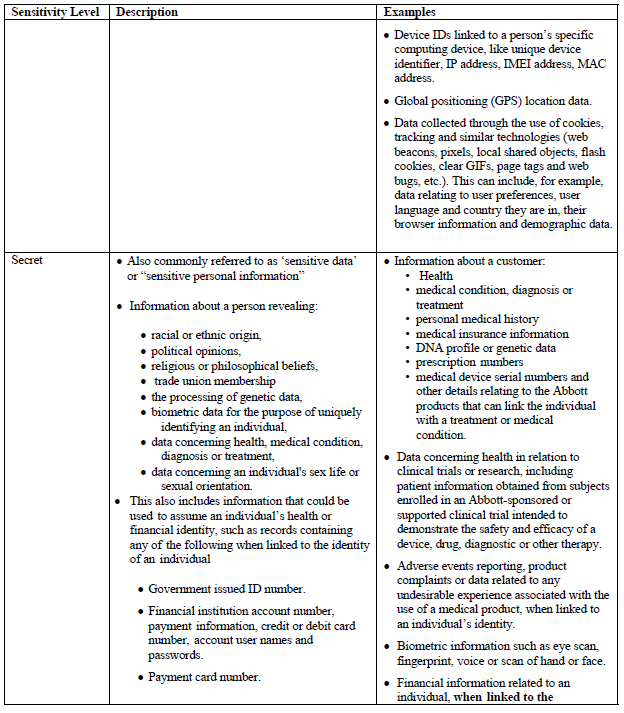 Sensitivity Level Description Examples
• Device IDs linked to a person’s specific
computing device, like unique device
identifier, IP address, IMEI address, MAC
address.
• Global positioning (GPS) location data.
• Data collected through the use of cookies,
tracking and similar technologies (web
beacons, pixels, local shared objects, flash
cookies, clear GIFs, page tags and web
bugs, etc.). This can include, for example,
data relating to user preferences, user
language and country they are in, their
browser information and demographic data.
Secret
• Also commonly referred to as ‘sensitive data’
or “sensitive personal information”
• Information about a person revealing:
• racial or ethnic origin,
• political opinions,
• religious or philosophical beliefs,
• trade union membership
• the processing of genetic data,
• biometric data for the purpose of uniquely
identifying an individual,
• data concerning health, medical condition,
diagnosis or treatment,
• data concerning an individual's sex life or
sexual orientation.
• This also includes information that could be
used to assume an individual’s health or
financial identity, such as records containing
any of the following when linked to the identity
of an individual
• Government issued ID number.
• Financial institution account number,
payment information, credit or debit card
number, account user names and
passwords.
• Payment card number.
• Information about a customer:
• Health
• medical condition, diagnosis or
treatment
• personal medical history
• medical insurance information
• DNA profile or genetic data
• prescription numbers
• medical device serial numbers and
other details relating to the Abbott
products that can link the individual
with a treatment or medical
condition.
• Data concerning health in relation to
clinical trials or research, including
patient information obtained from subjects
enrolled in an Abbott-sponsored or
supported clinical trial intended to
demonstrate the safety and efficacy of a
device, drug, diagnostic or other therapy.
• Adverse events reporting, product
complaints or data related to any
undesirable experience associated with the
use of a medical product, when linked to
an individual’s identity.
• Biometric information such as eye scan,
fingerprint, voice or scan of hand or face.
• Financial information related to an
individual, when linked to the